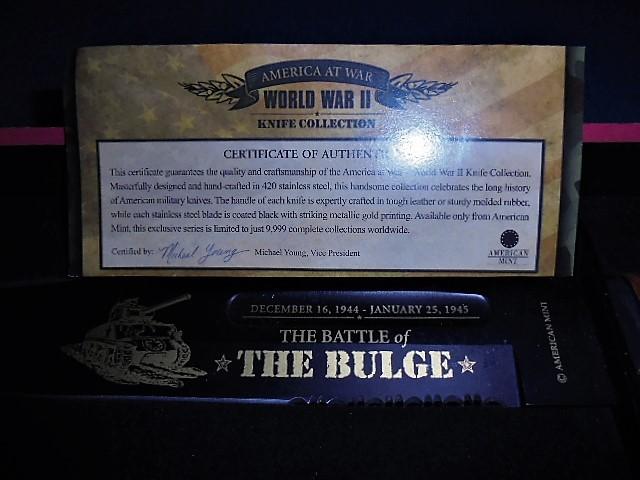 AMERICA AT WAR
WORLD WAR II
KNIFE COLLECTION
CERTIFICATE OF AUTHENTI
This certificate guarantees the quality and craftsmanship of the America at War World War II Knife Collection.
Masterfully designed and hand-crafted in 420 stainless steel, this handsome collection celebrates the long history
of American military knives. The handle of each knife is expertly crafted in tough leather or sturdy molded rubber,
while each stainless steel blade is coated black with striking metallic gold printing. Available only from American
Mint, this exclusive series is limited to just 9,999 complete collections worldwide.
Certified by: Michael Young Michael Young, Vice President
AMERICAN
MINT
DECEMBER 16, 1944 - JANUARY 25, 1945
THE BATTLE of
THE BULGE
© AMERICAN MINT